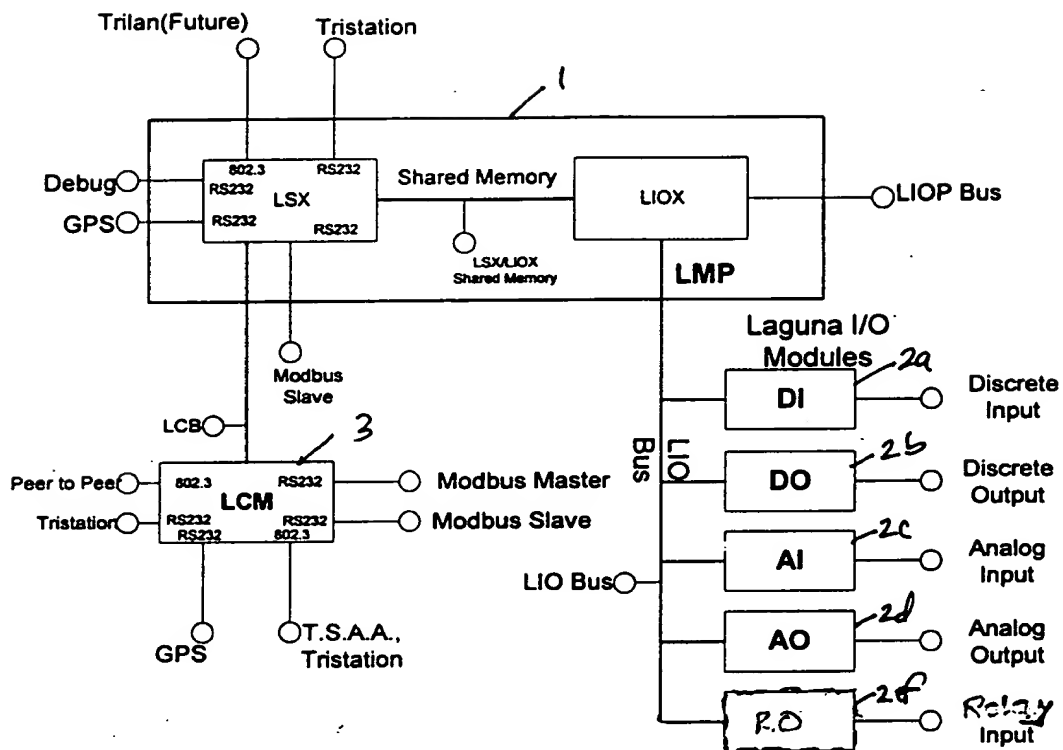 Trilan(Future)
Tristation
1
802.3
RS232
Debug
RS232
LSX
Shared Memory
LIOX
LIOP Bus
GPS
RS232
RS232
LSX/LIOX
Shared Memory
LMP
Laguna I/O
Modules
2a
Modbus
Slave
DI
Discrete
Input
LCB
3
LIO
Bus
2b
Peer to Peer
802.3
RS232
Modbus Master
DO
Discrete
Output
LCM
Tristation
RS232
RS232
Modbus Slave
RS232
802.3
2c
LIO Bus
AI
Analog
Input
2d
GPS
T.S.A.A.,
Tristation
AO
Analog
Output
2f
R.O
Relay
Input